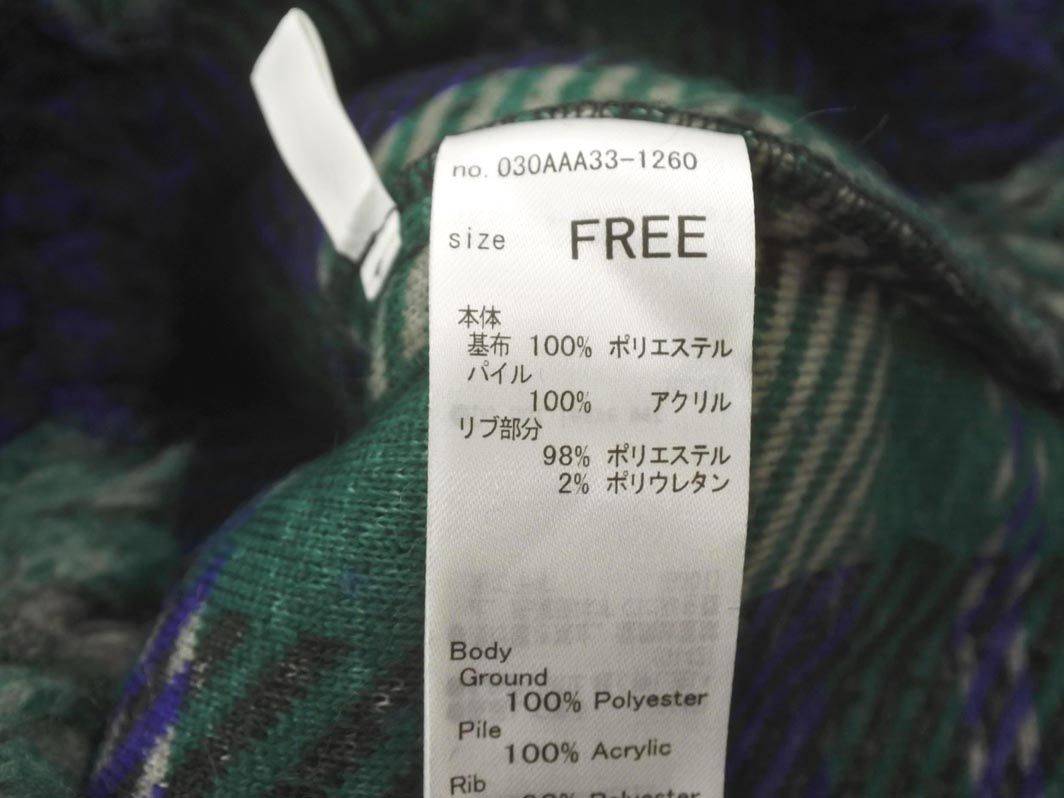 no. 030AAA33-1260
size FREE
本体
基布 100% ポリエステル
パイル
100% アクリル
リブ部分
98% ポリエステル
2% ポリウレタン
Body
Ground
100% Polyester
Pile
100% Acrylic
Rib
98% Polyester